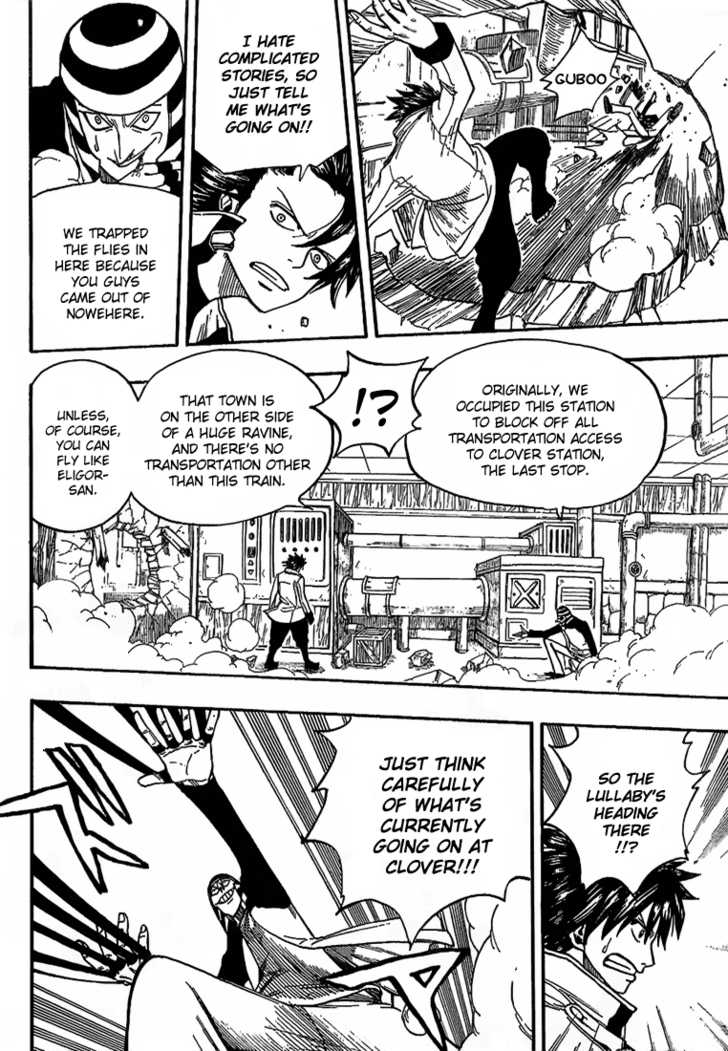 GUBOO
I HATE
COMPLICATED
STORIES, SO
JUST TELL
ME WHAT'S
GOING ON!!
WE TRAPPED
THE FLIES IN
HERE BECAUSE
YOU GUYS
CAME OUT OF
NOWEHERE.
ORIGINALLY, WE
OCCUPIED THIS STATION
TO BLOCK OFF ALL
TRANSPORTATION ACCESS
TO CLOVER STATION,
THE LAST STOP.
!?
THAT TOWN IS
ON THE OTHER SIDE
OF A HUGE RAVINE,
AND THERE'S NO
TRANSPORTATION OTHER
THAN THIS TRAIN.
UNLESS,
OF COURSE,
YOU CAN
FLY LIKE
ELIGOR-
SAN.
SO THE
LULLABY'S
HEADING
THERE
!!?
JUST THINK
CAREFULLY
OF WHAT'S
CURRENTLY
GOING ON AT
CLOVER!!!